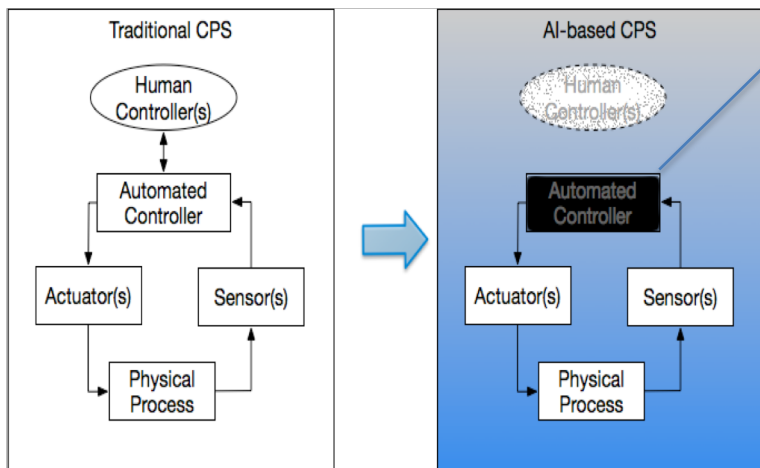 Traditional CPS
Human
Controller(s)
Automated
Controller
Actuator(s)
Sensor(s)
Physical
Process
AI-based CPS
Human
Controller(s)
Automated
Controller
Actuator(s)
Sensor(s)
Physical
Process